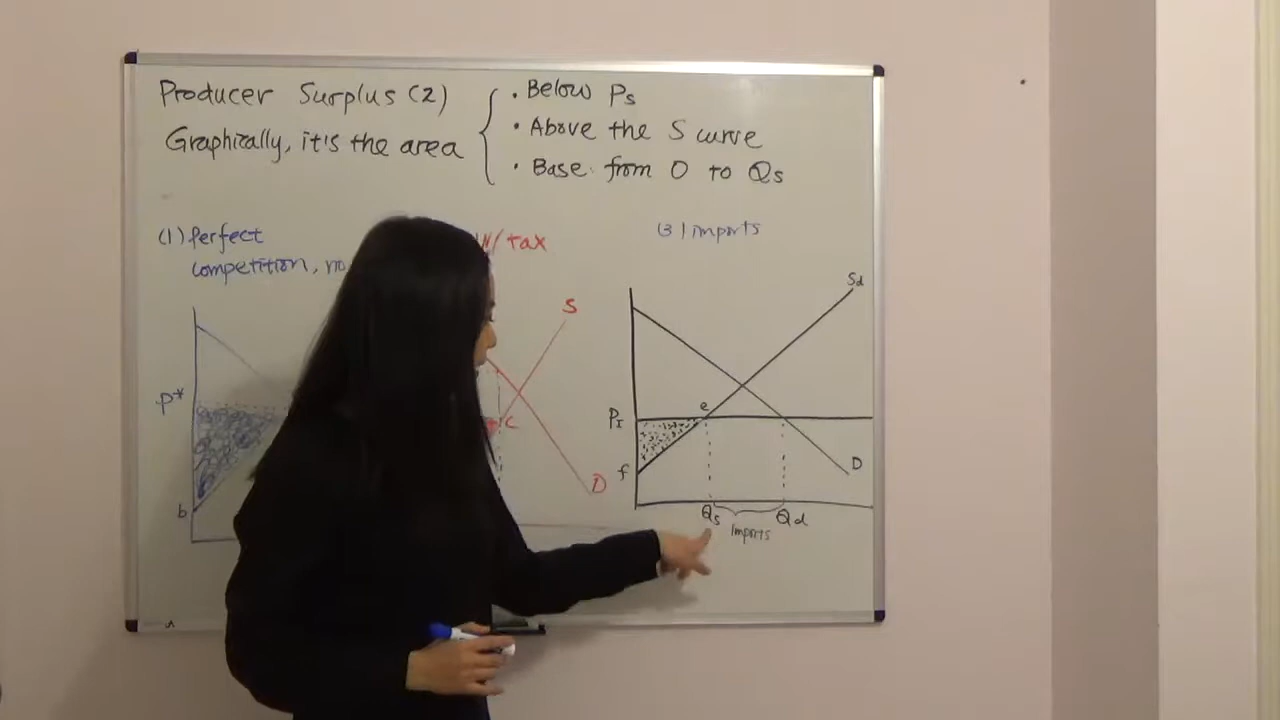 Producer Surplus (2)
Graphically, it's the area
• Below Ps
• Above the S curve
• Base from 0 to Qs
(1) Perfect
competition, no
w/ tax
(3) imports
P*
b
S
C
D
Sd
PI
e
f
D
Qs
Qd
imports